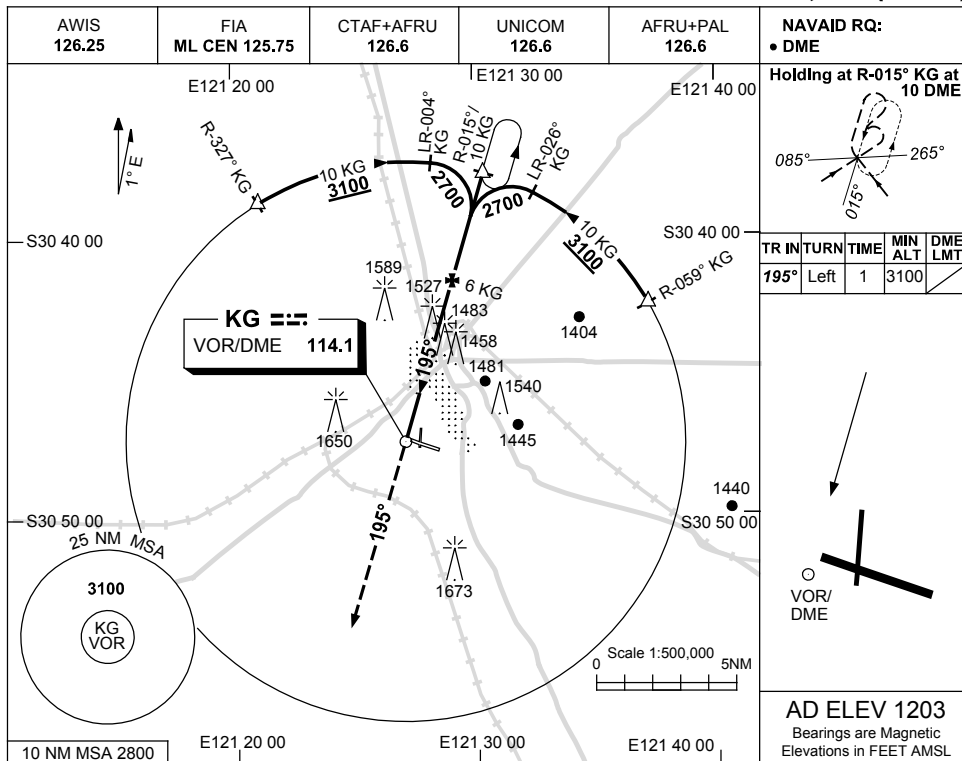 AWIS
126.25
FIA
ML CEN 125.75
CTAF+AFRU
126.6
UNICOM
126.6
AFRU+PAL
126.6
NAVAID RQ:
• DME
Holding at R-015° KG at
10 DME
085°
265°
015°
TR IN TURN TIME MIN ALT DME LMT
195° Left 1 3100
E121 20 00
E121 30 00
E121 40 00
1° E
R-327° KG
10 KG
3100
LR-004°
KG
R-015°/
10 KG
LR-026°
KG
2700
2700
10 KG
3100
R-059° KG
S30 40 00
S30 40 00
6 KG
1589
1527
1483
1458
1404
1481
1540
1445
1650
1440
1673
KG
VOR/DME 114.1
195°
195°
S30 50 00
S30 50 00
25 NM MSA
3100
KG
VOR
Scale 1:500,000
0 5NM
10 NM MSA 2800
E121 20 00
E121 30 00
E121 40 00
VOR/
DME
AD ELEV 1203
Bearings are Magnetic
Elevations in FEET AMSL